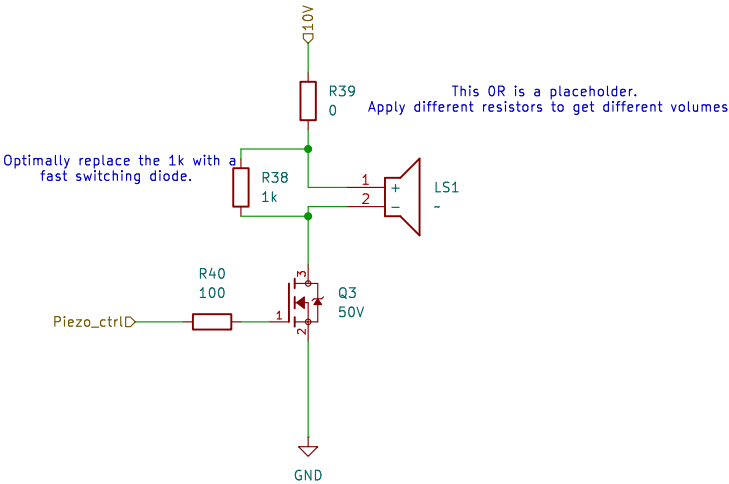 10V
R39
0
This 0R is a placeholder.
Apply different resistors to get different volumes
Optimally replace the 1k with a
fast switching diode.
R38
1k
1
+
2
-
LS1
~
R40
100
3
Q3
50V
1
2
Piezo_ctrl
GND